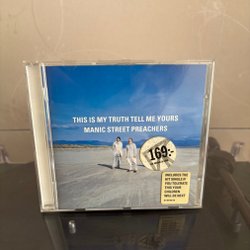 THIS IS MY TRUTH TELL ME YOURS
MANIC STREET PREACHERS
169:-
INCLUDES THE
HIT SINGLE IF
YOU TOLERATE
THIS YOUR
CHILDREN
WILL BE NEXT